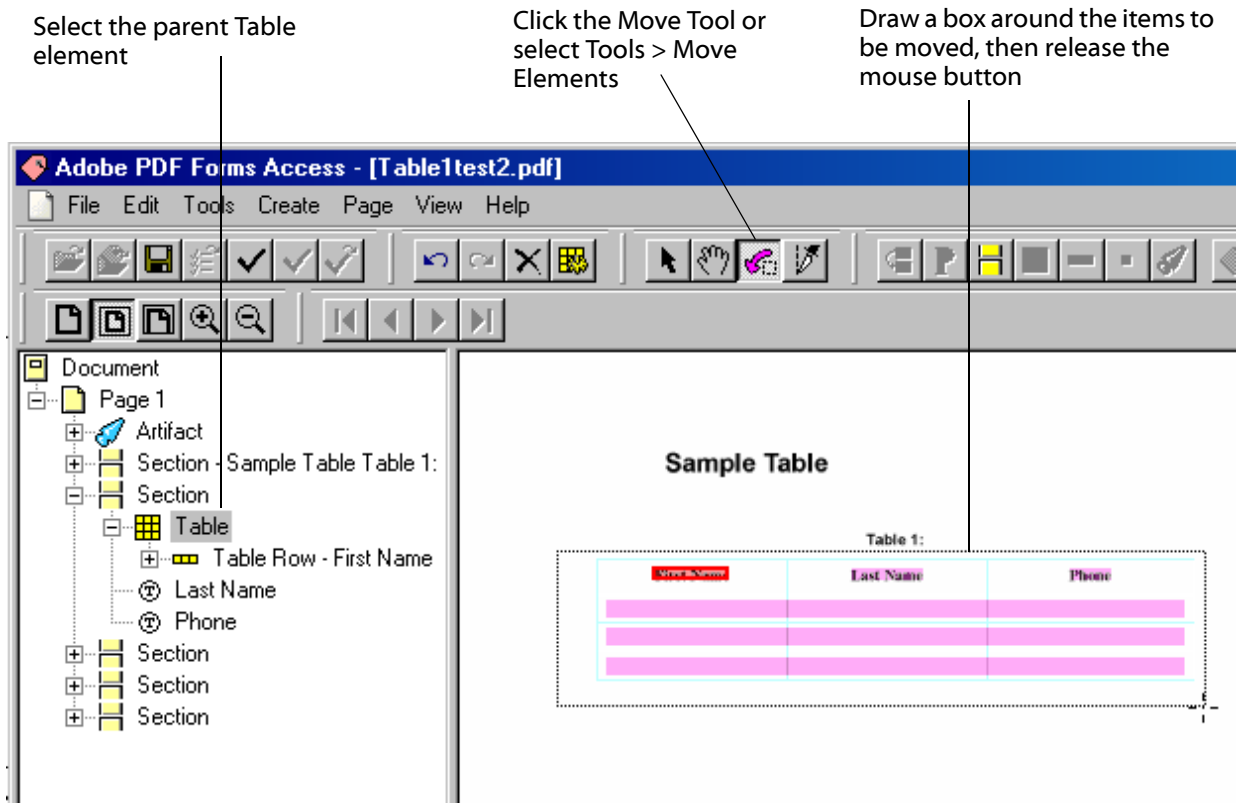 Select the parent Table
element
Click the Move Tool or
select Tools > Move
Elements
Draw a box around the items to
be moved, then release the
mouse button
Adobe PDF Forms Access - [Table1test2.pdf]
File Edit Tools Create Page View Help
Document
Page 1
Artifact
Section - Sample Table Table 1:
Section
Table
Table Row - First Name
Last Name
Phone
Section
Section
Section
Sample Table
Table 1:
First Name Last Name Phone